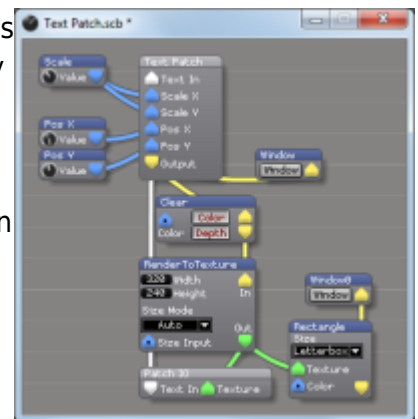 s
Text Patch.scb *
y
Scale
Value
Text Patch
Text In
Scale X
Scale Y
Pos X
Value
Pos X
Pos Y
Value
Pos Y
Output
Window
Window
Clear
Color
Color
Depth
n
RenderToTexture
320 Width
240 Height
In
Size Mode
Auto
Out
Size Input
Window0
Window
Rectangle
Size
Letterbox
Texture
Color
Patch IO
Text In
Texture